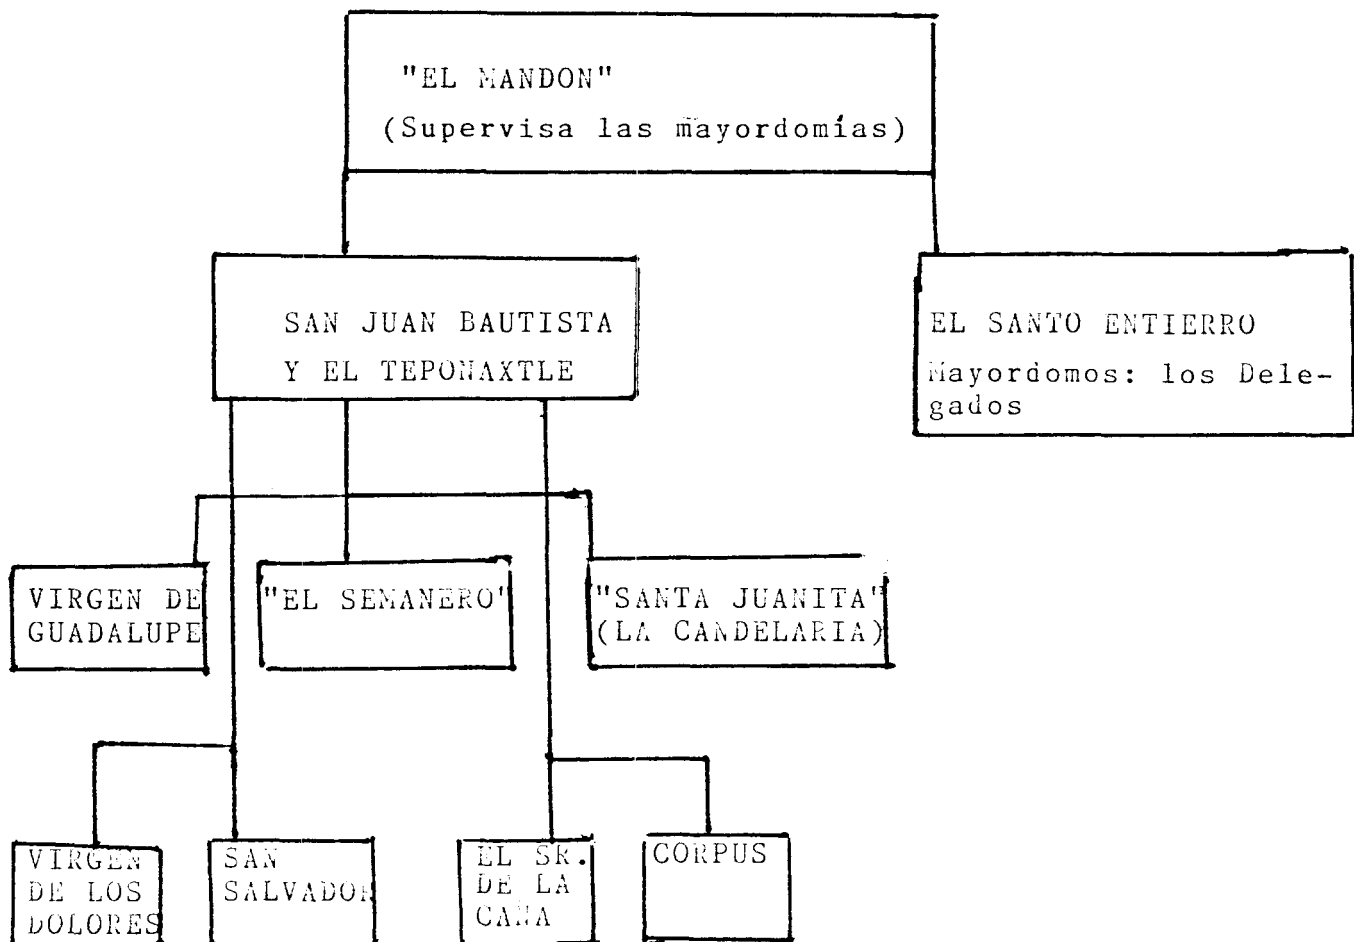 "EL MANDON"
(Supervisa las mayordomías)
SAN JUAN BAUTISTA
Y EL TEPONAXTLE
EL SANTO ENTIERRO
Mayordomos: los Dele-
gados
VIRGEN DE
GUADALUPE
"EL SEMANERO"
"SANTA JUANITA"
(LA CANDELARIA)
VIRGEN
DE LOS
DOLORES
SAN
SALVADOR
EL SR.
DE LA
CAÑA
CORPUS